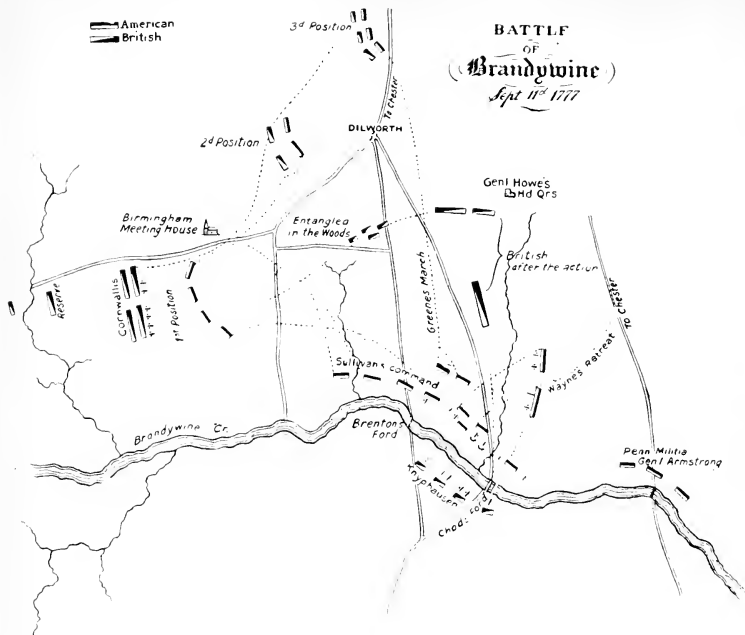 American
British
3d Position
BATTLE
OF
Brandywine
Sept 11d 1777
To Chester
2d Position
DILWORTH
Genl Howe's
Hd Qrs
Birmingham
Meeting House
Entangled
in the Woods
British
after the action
Reserve
Cornwallis
1st Position
Greenes March
To Chester
Sullivans command
Wayne's Retreat
Brandywine Cr.
Brentons
Ford
Penn Militia
Genl Armstrong
Knyphausen
Chads Ford